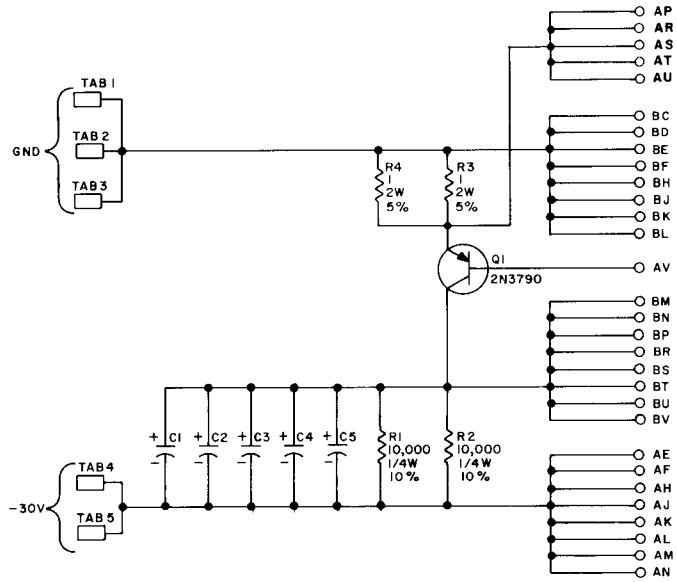 AP
AR
AS
AT
AU
TAB 1
TAB 2
TAB 3
GND
BC
BD
BE
BF
BH
BJ
BK
BL
R4
1
2W
5%
R3
1
2W
5%
Q1
2N3790
AV
BM
BN
BP
BR
BS
BT
BU
BV
+ C1 -
+ C2 -
+ C3 -
+ C4 -
+ C5 -
R1
10,000
1/4W
10%
R2
10,000
1/4W
10%
TAB 4
TAB 5
-30V
AE
AF
AH
AJ
AK
AL
AM
AN